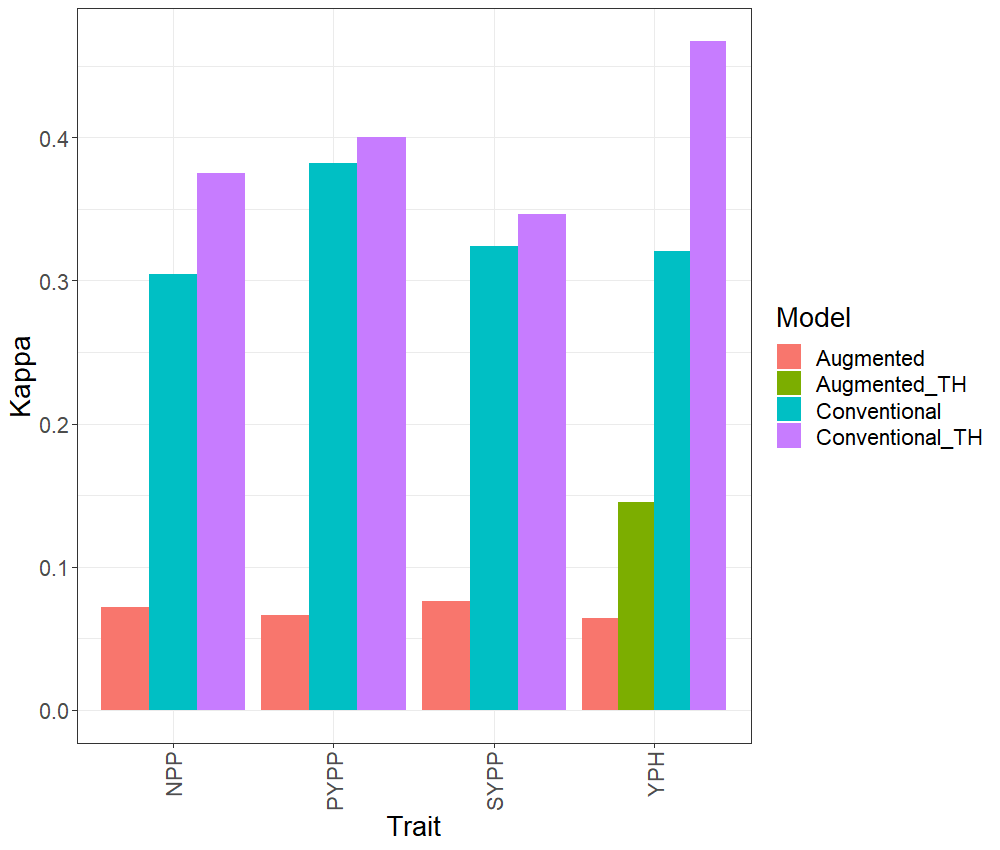 Kappa
0.4
0.3
0.2
0.1
0.0
NPP
PYPP
SYPP
YPH
Trait
Model
Augmented
Augmented_TH
Conventional
Conventional_TH